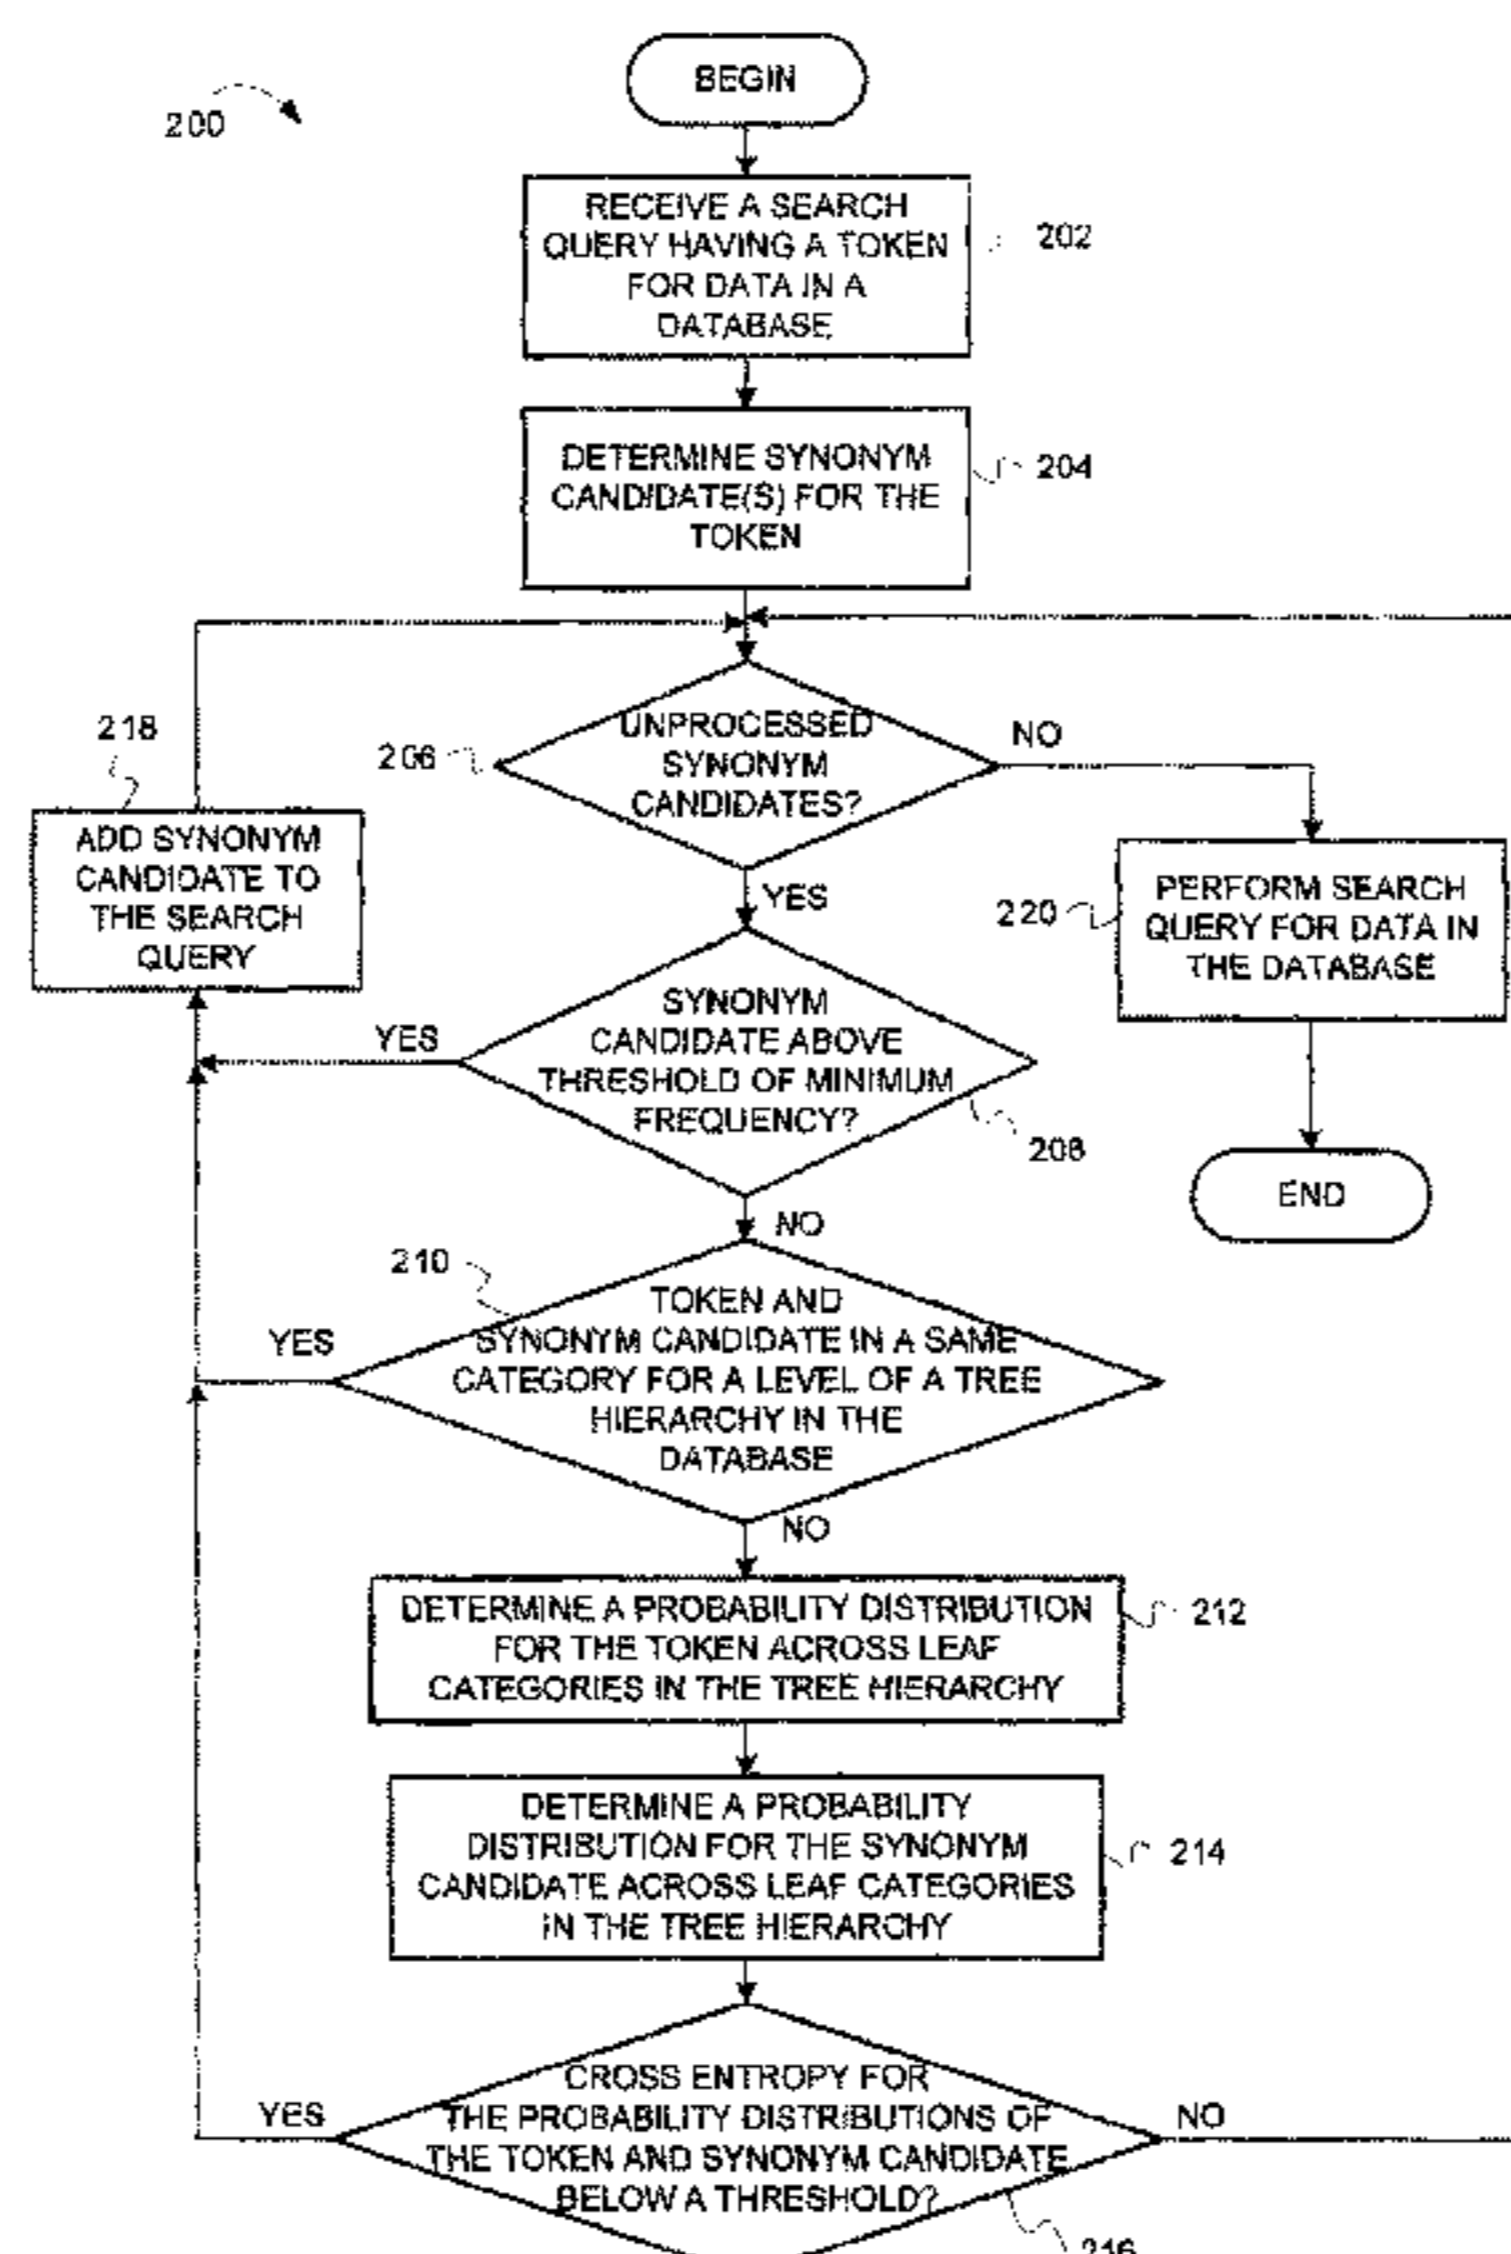 BEGIN
200
RECEIVE A SEARCH
QUERY HAVING A TOKEN
FOR DATA IN A
DATABASE
202
DETERMINE SYNONYM
CANDIDATE(S) FOR THE
TOKEN
204
UNPROCESSED
SYNONYM
CANDIDATES?
206
NO
YES
218
ADD SYNONYM
CANDIDATE TO
THE SEARCH
QUERY
220
PERFORM SEARCH
QUERY FOR DATA IN
THE DATABASE
SYNONYM
CANDIDATE ABOVE
THRESHOLD OF MINIMUM
FREQUENCY?
YES
208
NO
END
210
TOKEN AND
SYNONYM CANDIDATE IN A SAME
CATEGORY FOR A LEVEL OF A TREE
HIERARCHY IN THE
DATABASE
YES
NO
DETERMINE A PROBABILITY DISTRIBUTION
FOR THE TOKEN ACROSS LEAF
CATEGORIES IN THE TREE HIERARCHY
212
DETERMINE A PROBABILITY
DISTRIBUTION FOR THE SYNONYM
CANDIDATE ACROSS LEAF CATEGORIES
IN THE TREE HIERARCHY
214
CROSS ENTROPY FOR
THE PROBABILITY DISTRIBUTIONS OF
THE TOKEN AND SYNONYM CANDIDATE
BELOW A THRESHOLD?
YES
NO
216